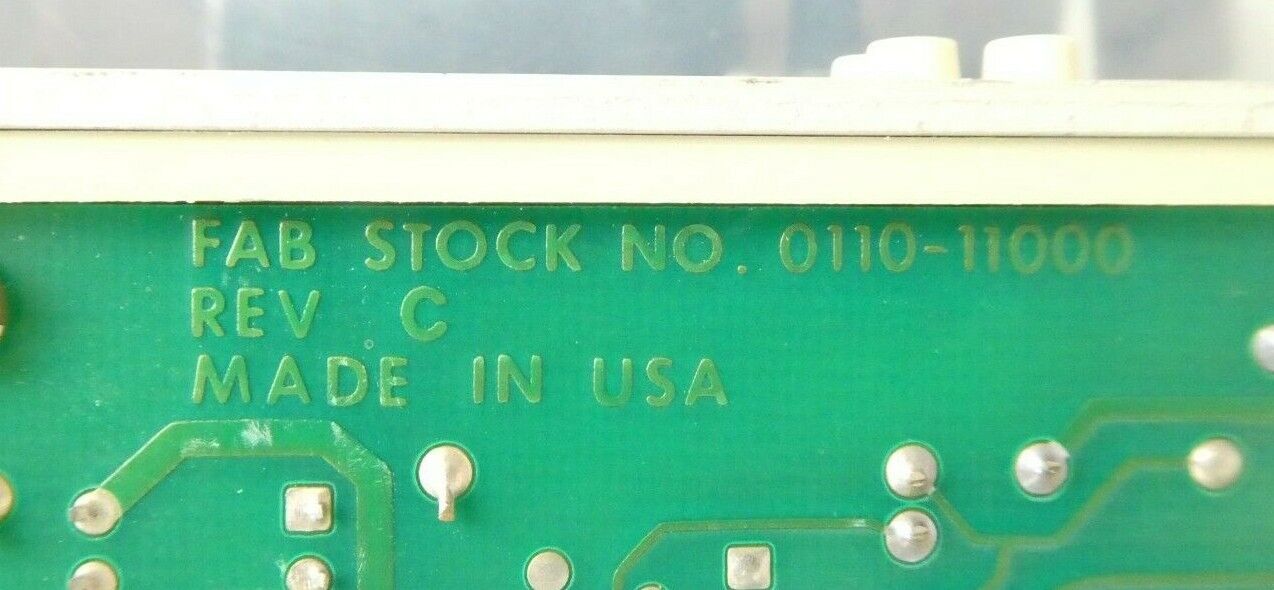 FAB STOCK NO. 0110-11000
REV C
MADE IN USA